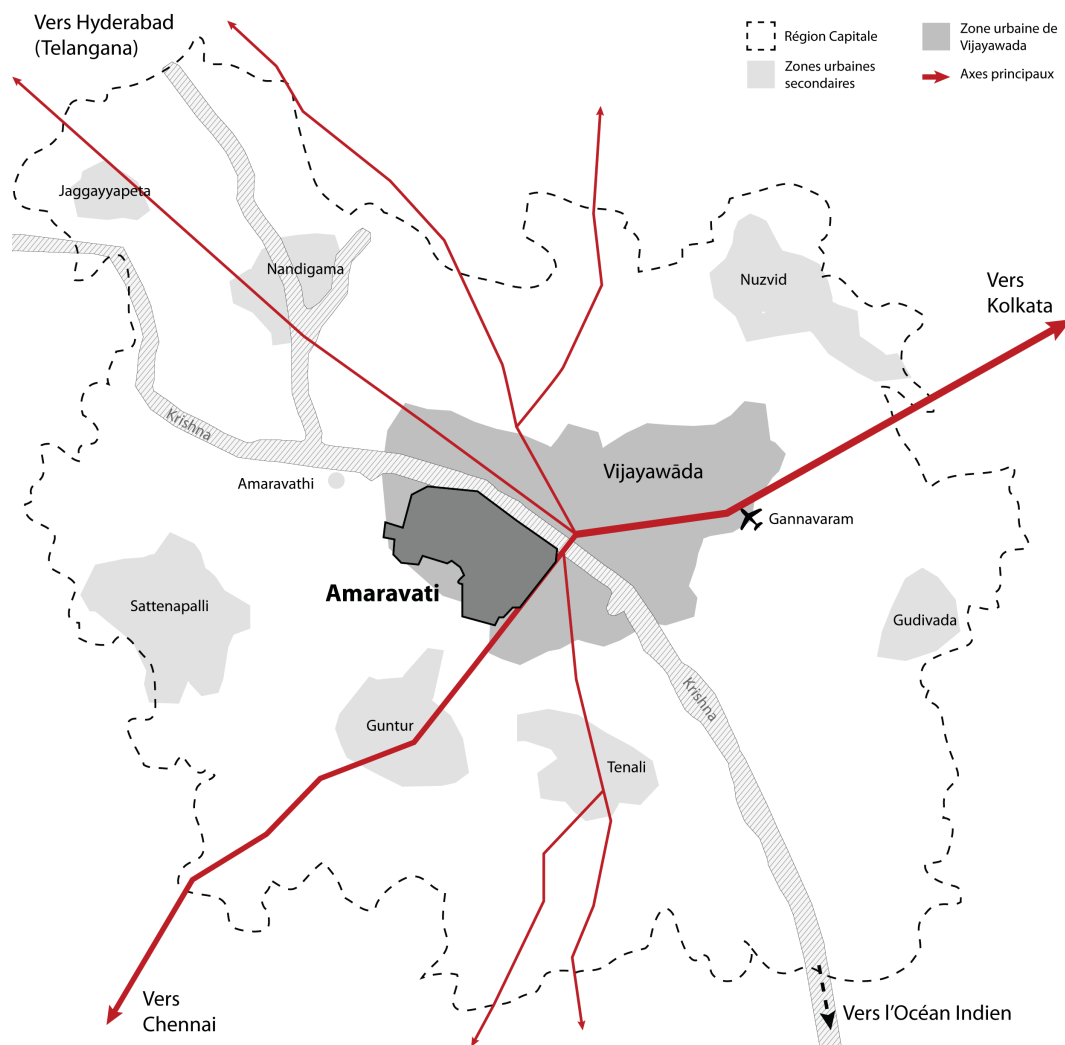 Vers Hyderabad
(Telangana)
Région Capitale
Zones urbaines
secondaires
Zone urbaine de
Vijayawada
Axes principaux
Jaggayyapeta
Nandigama
Nuzvid
Vers
Kolkata
Krishna
Vijayawāda
Amaravathi
Gannavaram
Amaravati
Sattenapalli
Gudivada
Krishna
Guntur
Tenali
Vers
Chennai
Vers l'Océan Indien